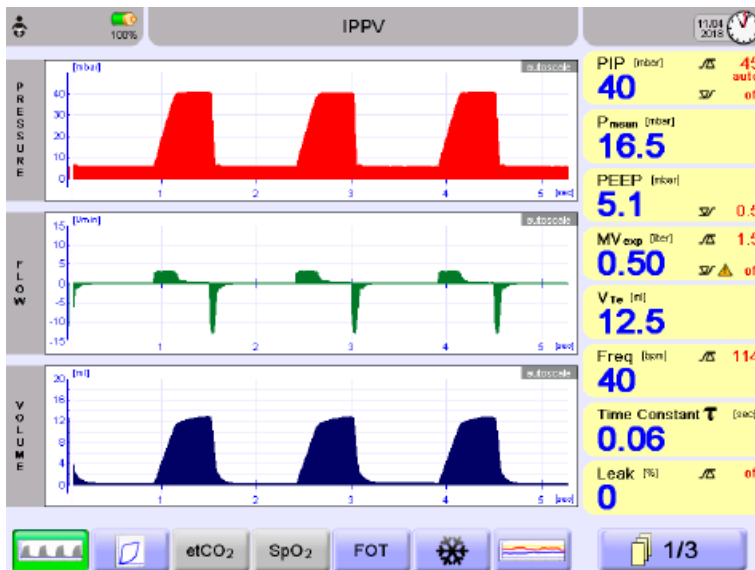 100%
IPPV
11/04
2018
PRESSURE
[mbar]
autoscale
40
30
20
10
0
1
2
3
4
5
[sec]
FLOW
[l/min]
autoscale
15
10
5
0
-5
-10
-15
1
2
3
4
5
[sec]
VOLUME
[ml]
autoscale
20
16
12
8
4
0
1
2
3
4
5
[sec]
PIP [mbar]
45
auto
40
of
Pmean [mbar]
16.5
PEEP [mbar]
5.1
0.5
MVexp [liter]
1.5
0.50
of
VTe [ml]
12.5
Freq [bpm]
114
40
Time Constant τ [sec]
0.06
Leak [%]
of
0
etCO2
SpO2
FOT
1/3